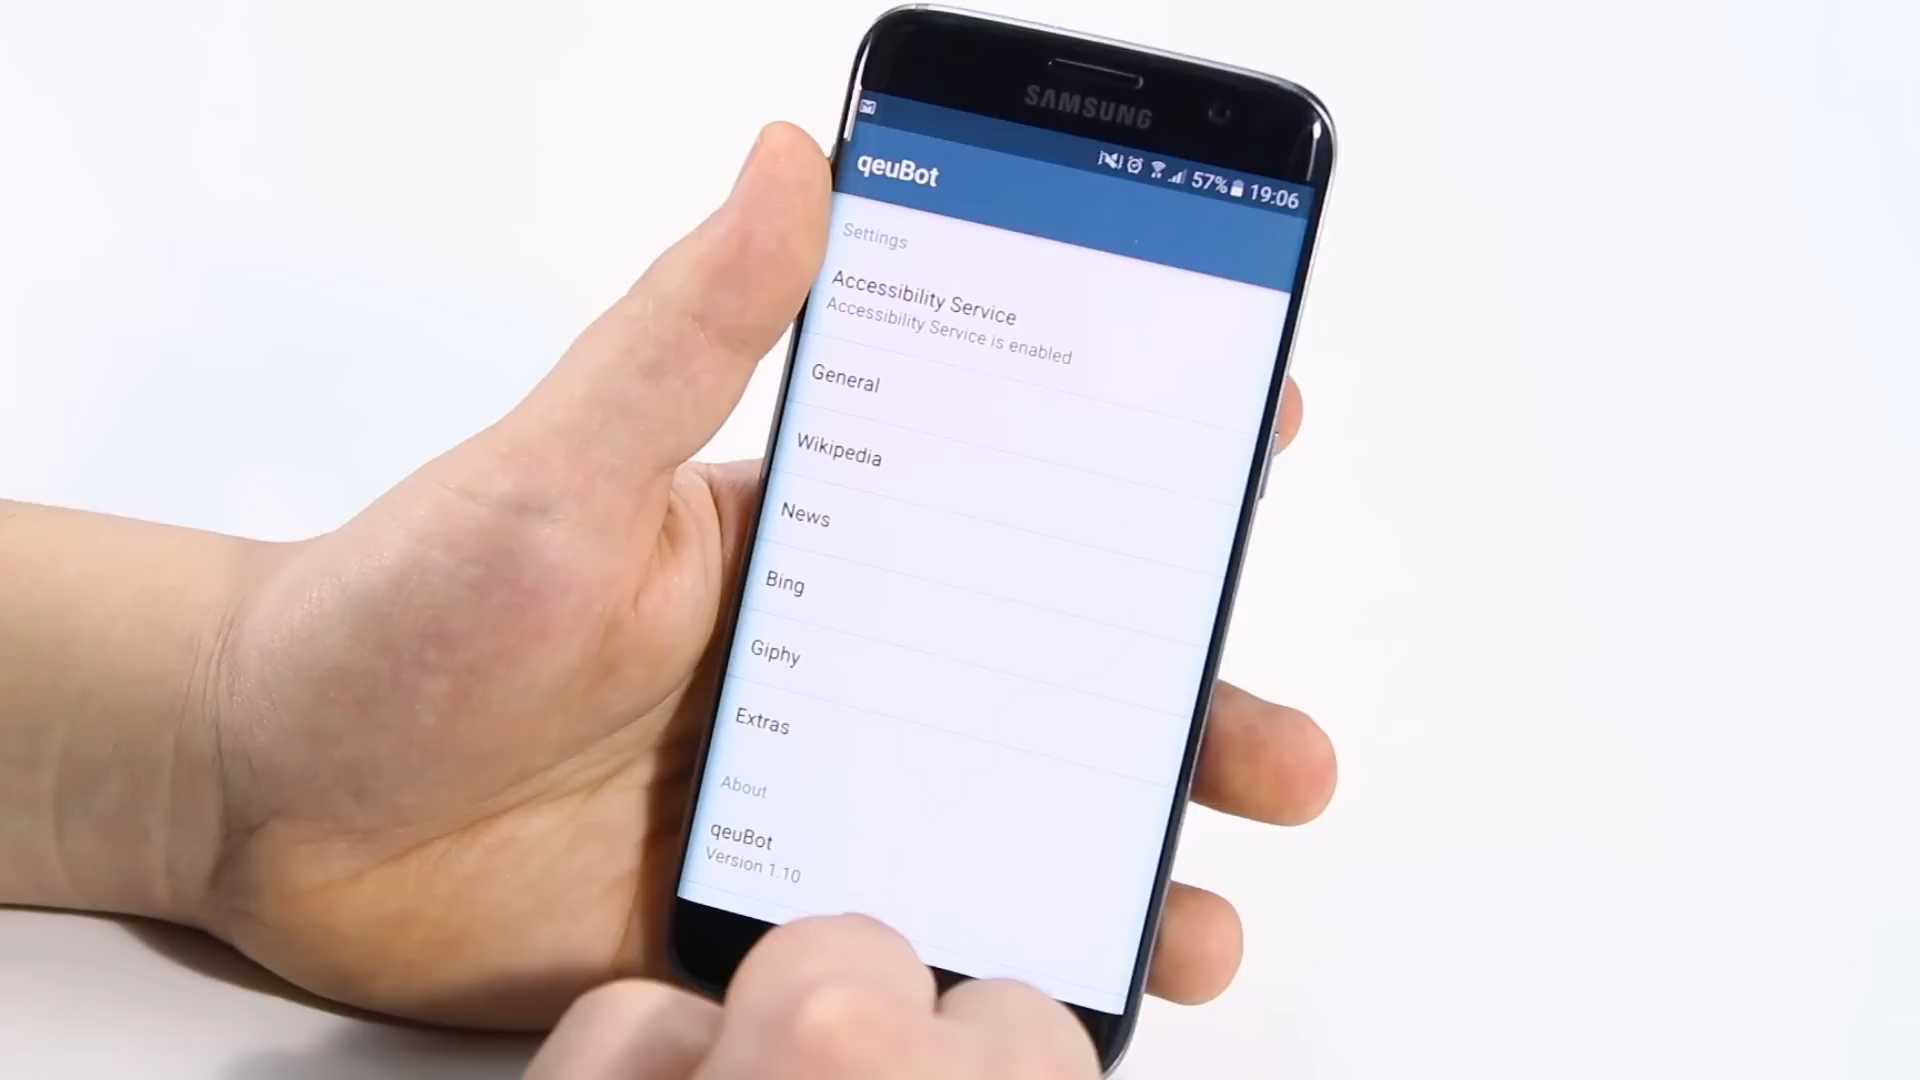 SAMSUNG
57% 19:06
qeuBot
Settings
Accessibility Service
Accessibility Service is enabled
General
Wikipedia
News
Bing
Giphy
Extras
About
qeuBot
Version 1.10